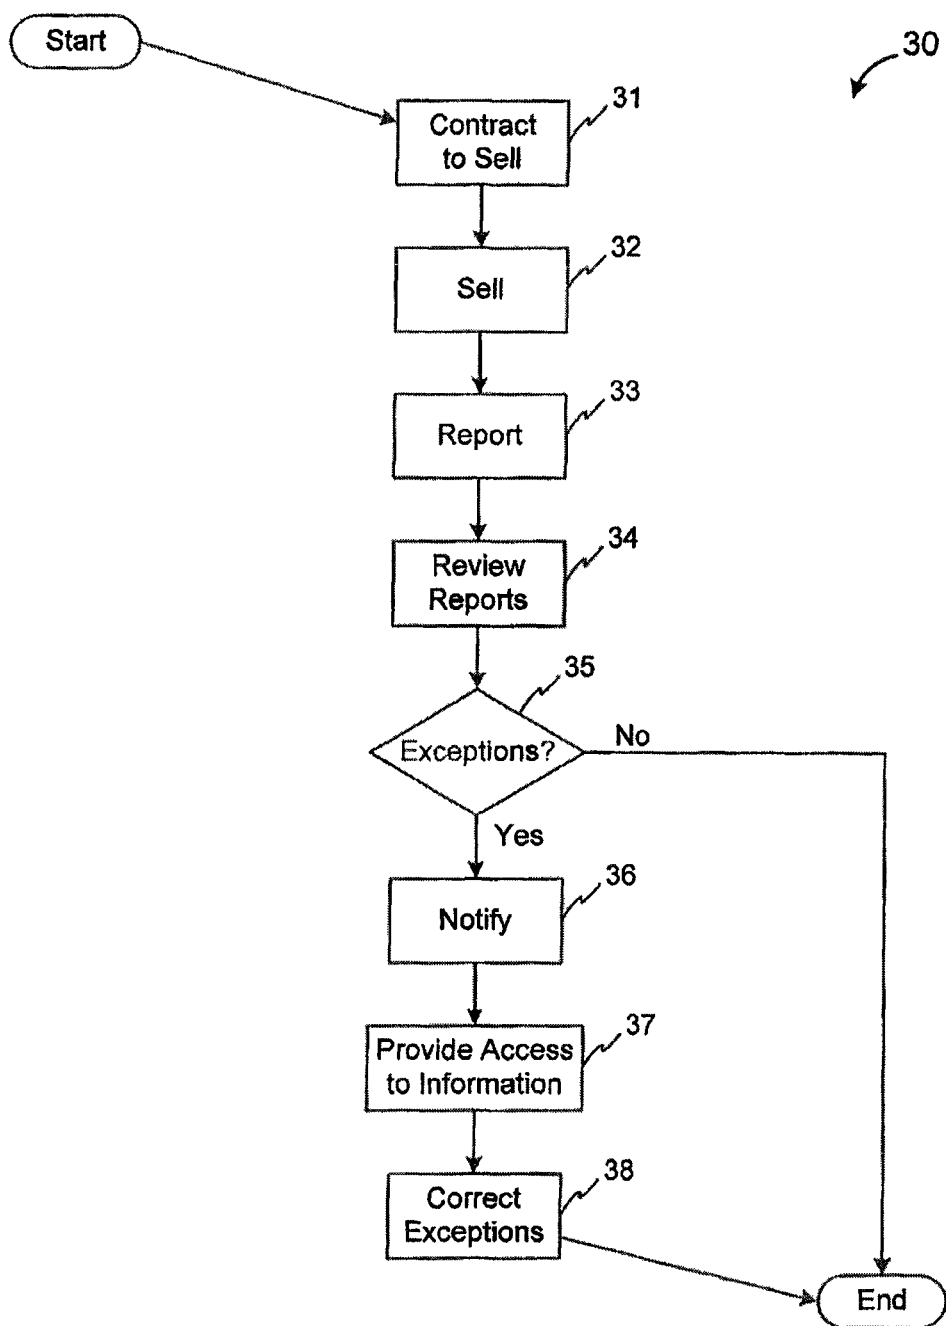 Start
30
31
Contract
to Sell
32
Sell
33
Report
34
Review
Reports
35
Exceptions?
No
Yes
36
Notify
37
Provide Access
to Information
38
Correct
Exceptions
End